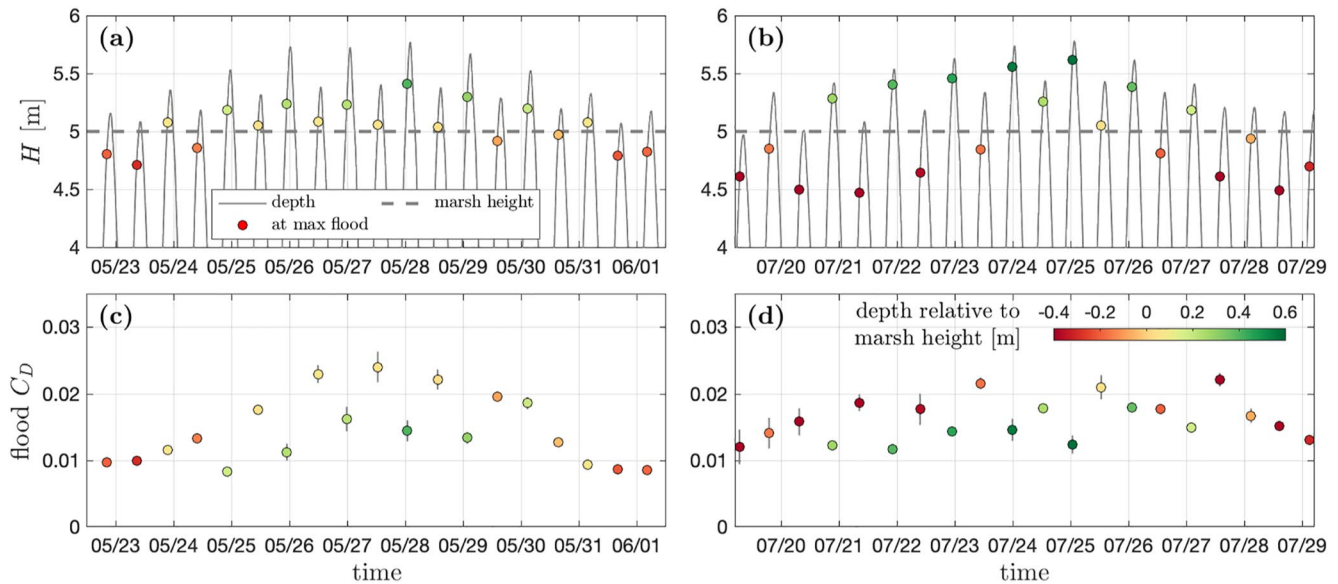 (a)
H [m]
6
5.5
5
4.5
4
depth
marsh height
at max flood
05/23 05/24 05/25 05/26 05/27 05/28 05/29 05/30 05/31 06/01
(b)
6
5.5
5
4.5
4
07/20 07/21 07/22 07/23 07/24 07/25 07/26 07/27 07/28 07/29
(c)
flood C_D
0.03
0.02
0.01
0
05/23 05/24 05/25 05/26 05/27 05/28 05/29 05/30 05/31 06/01
time
(d)
depth relative to
marsh height [m]
-0.4 -0.2 0 0.2 0.4 0.6
0.03
0.02
0.01
0
07/20 07/21 07/22 07/23 07/24 07/25 07/26 07/27 07/28 07/29
time